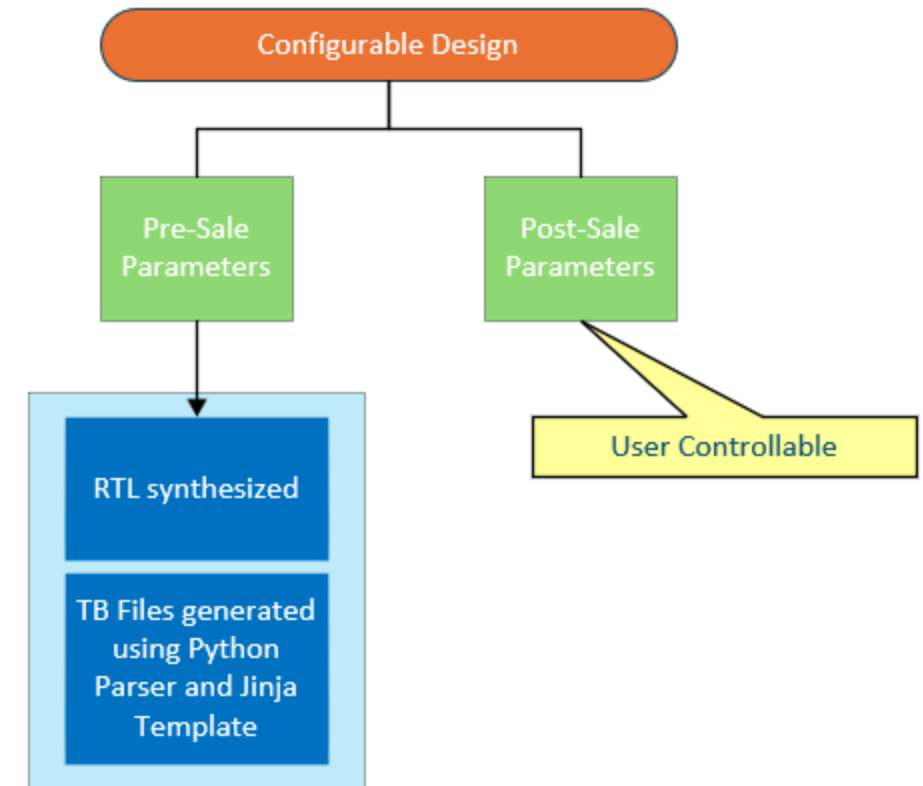 Configurable Design
Pre-Sale
Parameters
Post-Sale
Parameters
User Controllable
RTL synthesized
TB Files generated
using Python
Parser and Jinja
Template